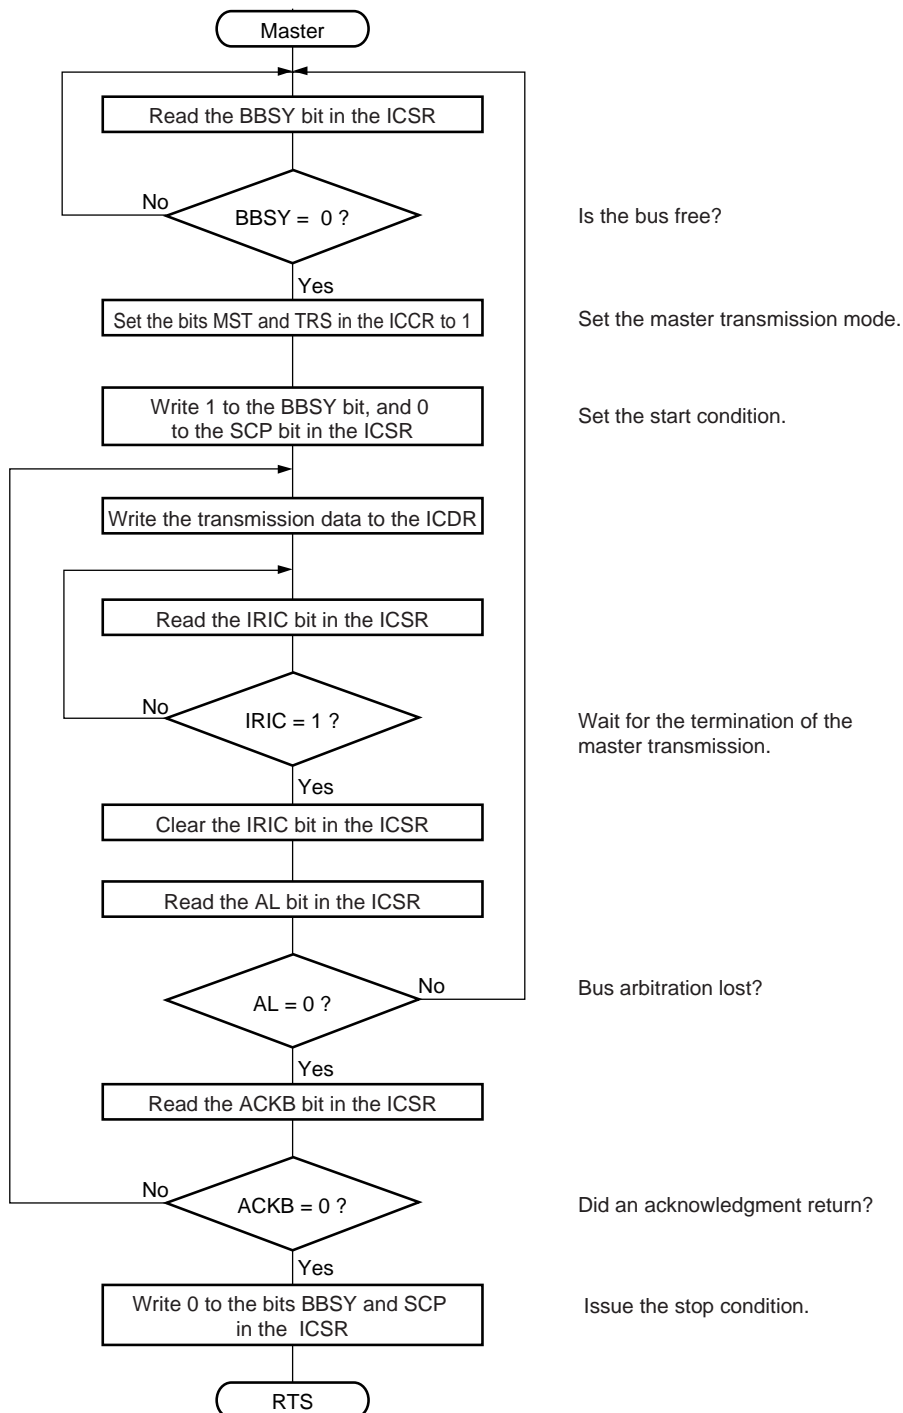 Master
Read the BBSY bit in the ICSR
No
BBSY = 0 ?
Is the bus free?
Yes
Set the bits MST and TRS in the ICCR to 1
Set the master transmission mode.
Write 1 to the BBSY bit, and 0
to the SCP bit in the ICSR
Set the start condition.
Write the transmission data to the ICDR
Read the IRIC bit in the ICSR
No
IRIC = 1 ?
Wait for the termination of the
master transmission.
Yes
Clear the IRIC bit in the ICSR
Read the AL bit in the ICSR
AL = 0 ?
No
Bus arbitration lost?
Yes
Read the ACKB bit in the ICSR
No
ACKB = 0 ?
Did an acknowledgment return?
Yes
Write 0 to the bits BBSY and SCP
in the ICSR
Issue the stop condition.
RTS